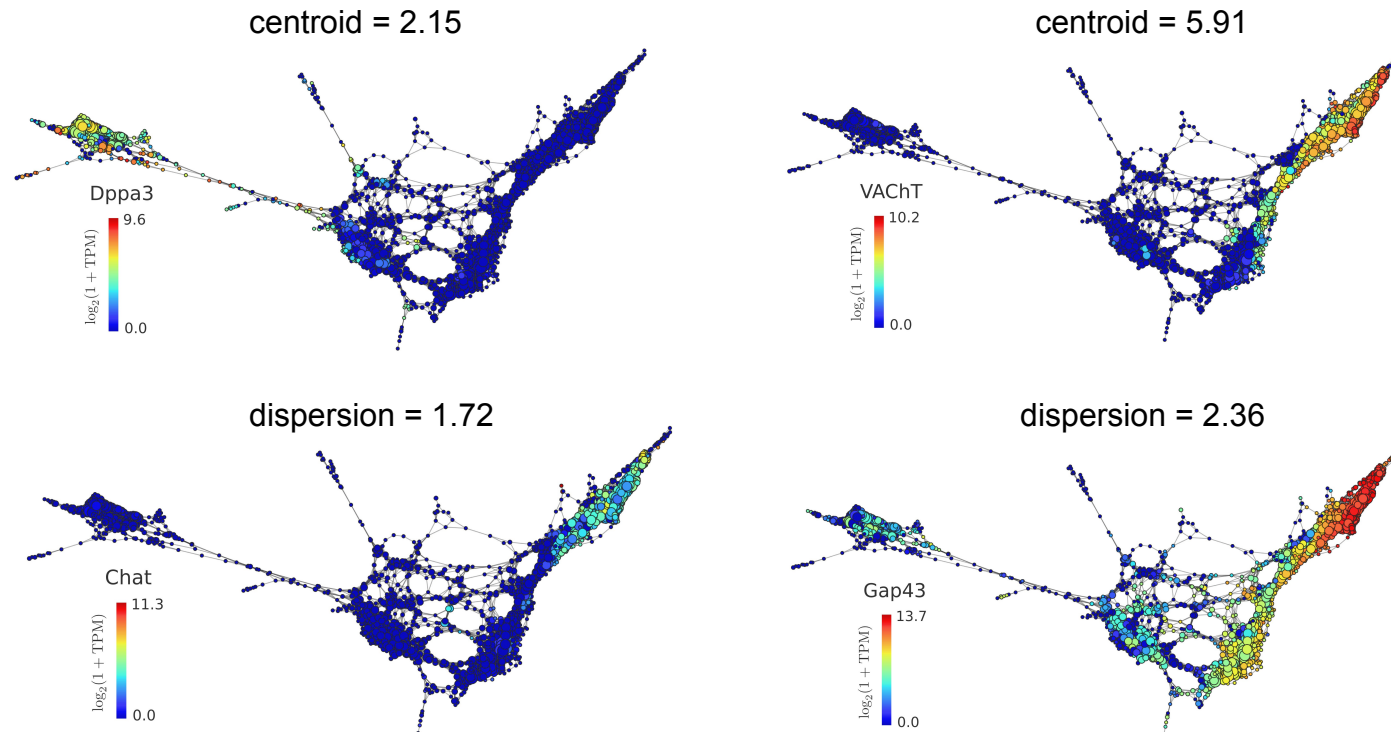 centroid = 2.15
centroid = 5.91
Dppa3
9.6
log₂(1 + TPM)
0.0
VAChT
10.2
log₂(1 + TPM)
0.0
dispersion = 1.72
dispersion = 2.36
Chat
11.3
log₂(1 + TPM)
0.0
Gap43
13.7
log₂(1 + TPM)
0.0